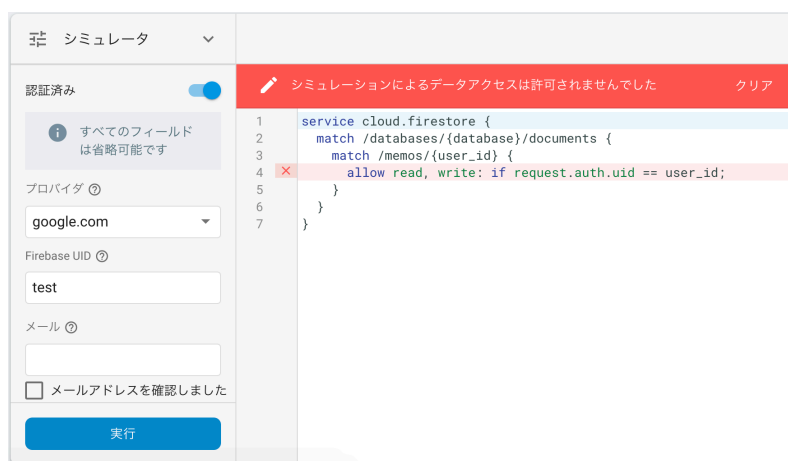 シミュレータ
認証済み
すべてのフィールド
は省略可能です
プロバイダ
google.com
Firebase UID
test
メール
メールアドレスを確認しました
実行
シミュレーションによるデータアクセスは許可されませんでした
クリア
1 service cloud.firestore {
2 match /databases/{database}/documents {
3 match /memos/{user_id} {
4 allow read, write: if request.auth.uid == user_id;
5 }
6 }
7 }